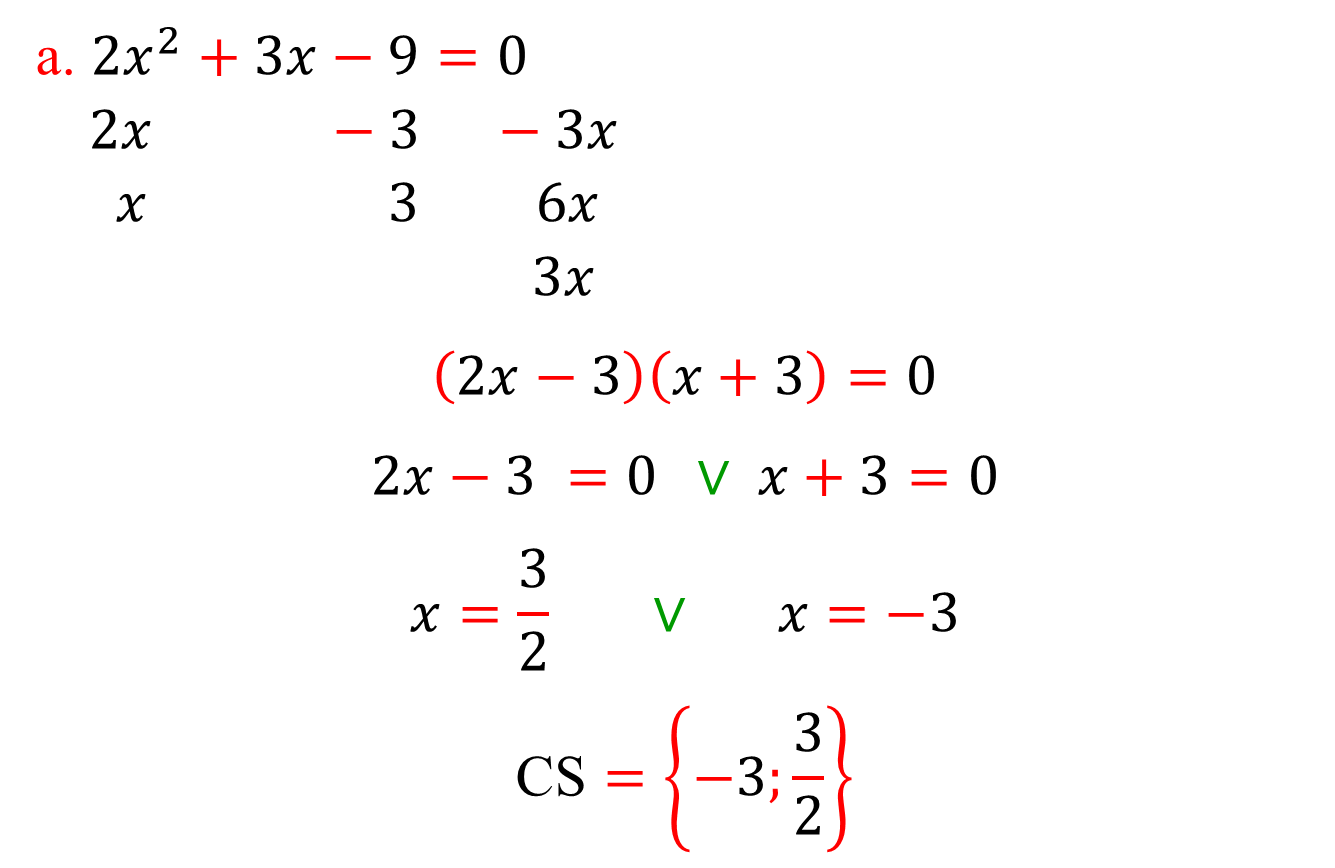 a. 2x² + 3x − 9 = 0
2x − 3 − 3x
x 3 6x
3x
(2x − 3)(x + 3) = 0
2x − 3 = 0 ∨ x + 3 = 0
x = 3/2 ∨ x = −3
CS = {−3; 3/2}